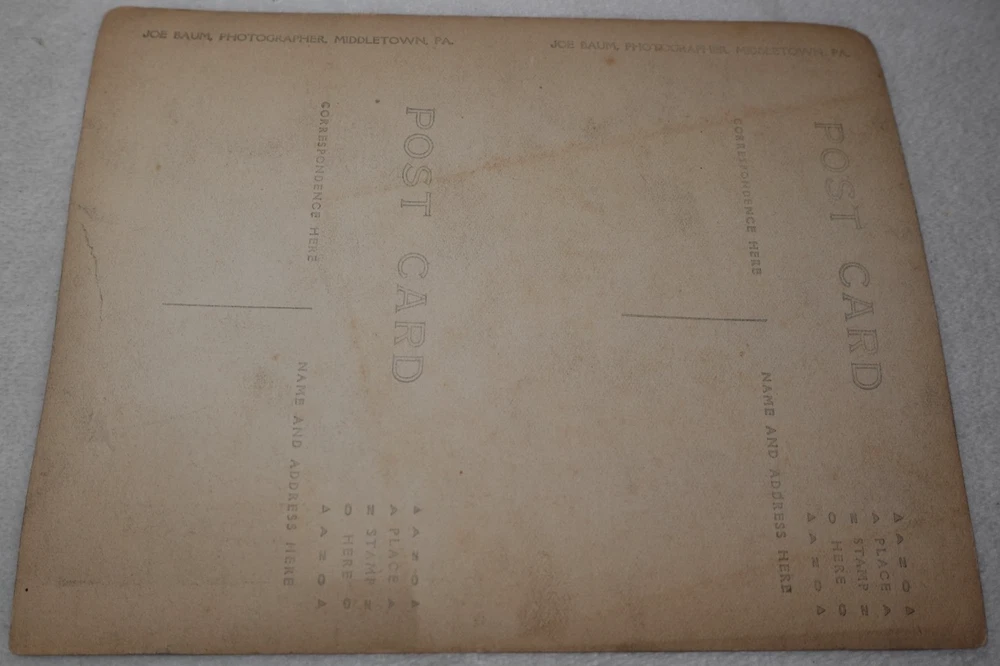 JOE BAUM, PHOTOGRAPHER, MIDDLETOWN, PA.
POST CARD
CORRESPONDENCE HERE
NAME AND ADDRESS HERE
▲ A Z O ▲
A PLACE A
Z STAMP Z
O HERE O
▲ A Z O ▲
JOE BAUM, PHOTOGRAPHER, MIDDLETOWN, PA.
POST CARD
CORRESPONDENCE HERE
NAME AND ADDRESS HERE
▲ A Z O ▲
A PLACE A
Z STAMP Z
O HERE O
▲ A Z O ▲